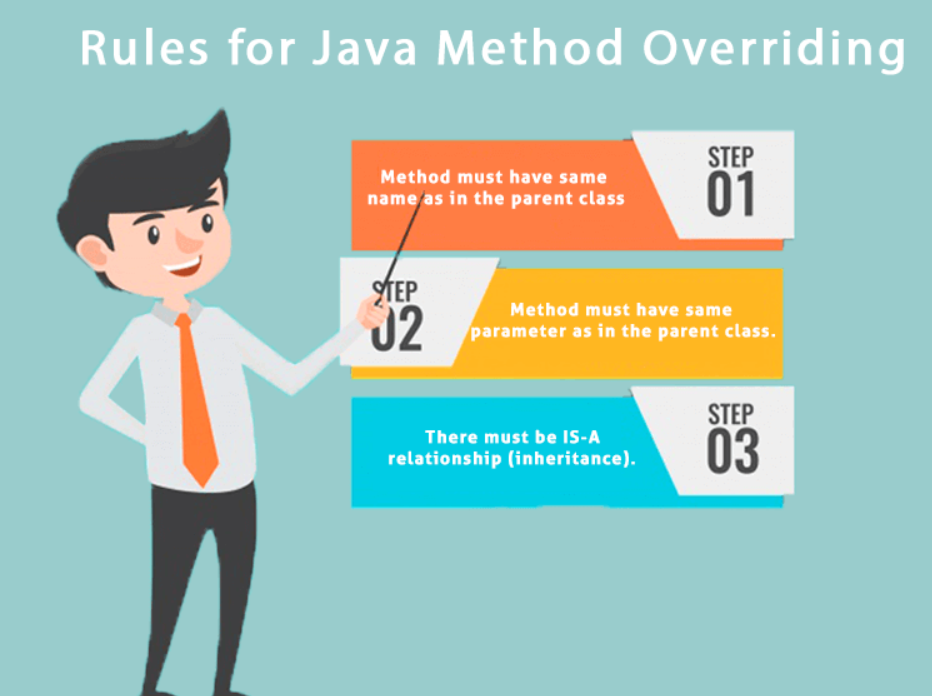 Rules for Java Method Overriding
Method must have same
name as in the parent class
STEP
01
STEP
02
Method must have same
parameter as in the parent class.
There must be IS-A
relationship (inheritance).
STEP
03